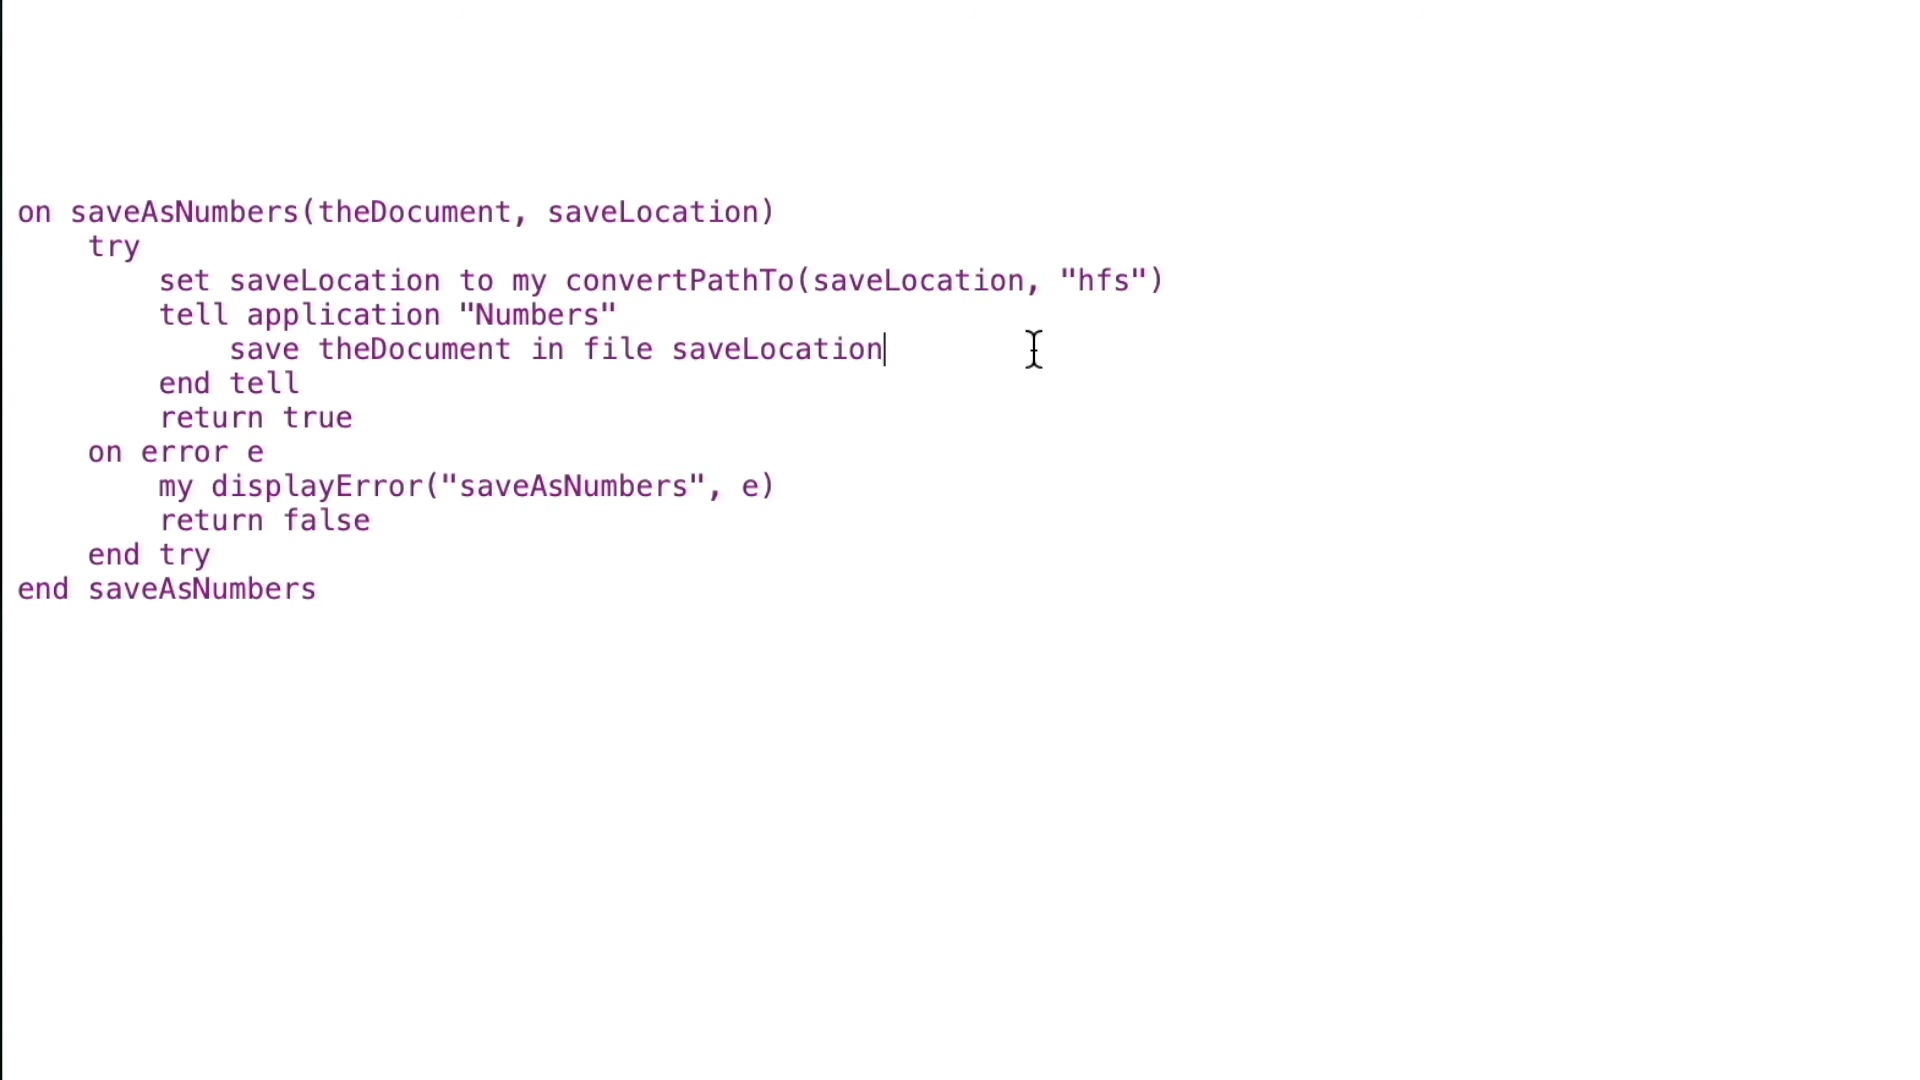 on saveAsNumbers(theDocument, saveLocation)
    try
        set saveLocation to my convertPathTo(saveLocation, "hfs")
        tell application "Numbers"
            save theDocument in file saveLocation
        end tell
        return true
    on error e
        my displayError("saveAsNumbers", e)
        return false
    end try
end saveAsNumbers